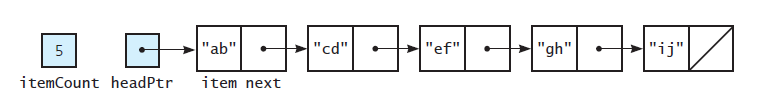 5 "ab" "cd" "ef" "gh" "ij"
itemCount headPtr item next